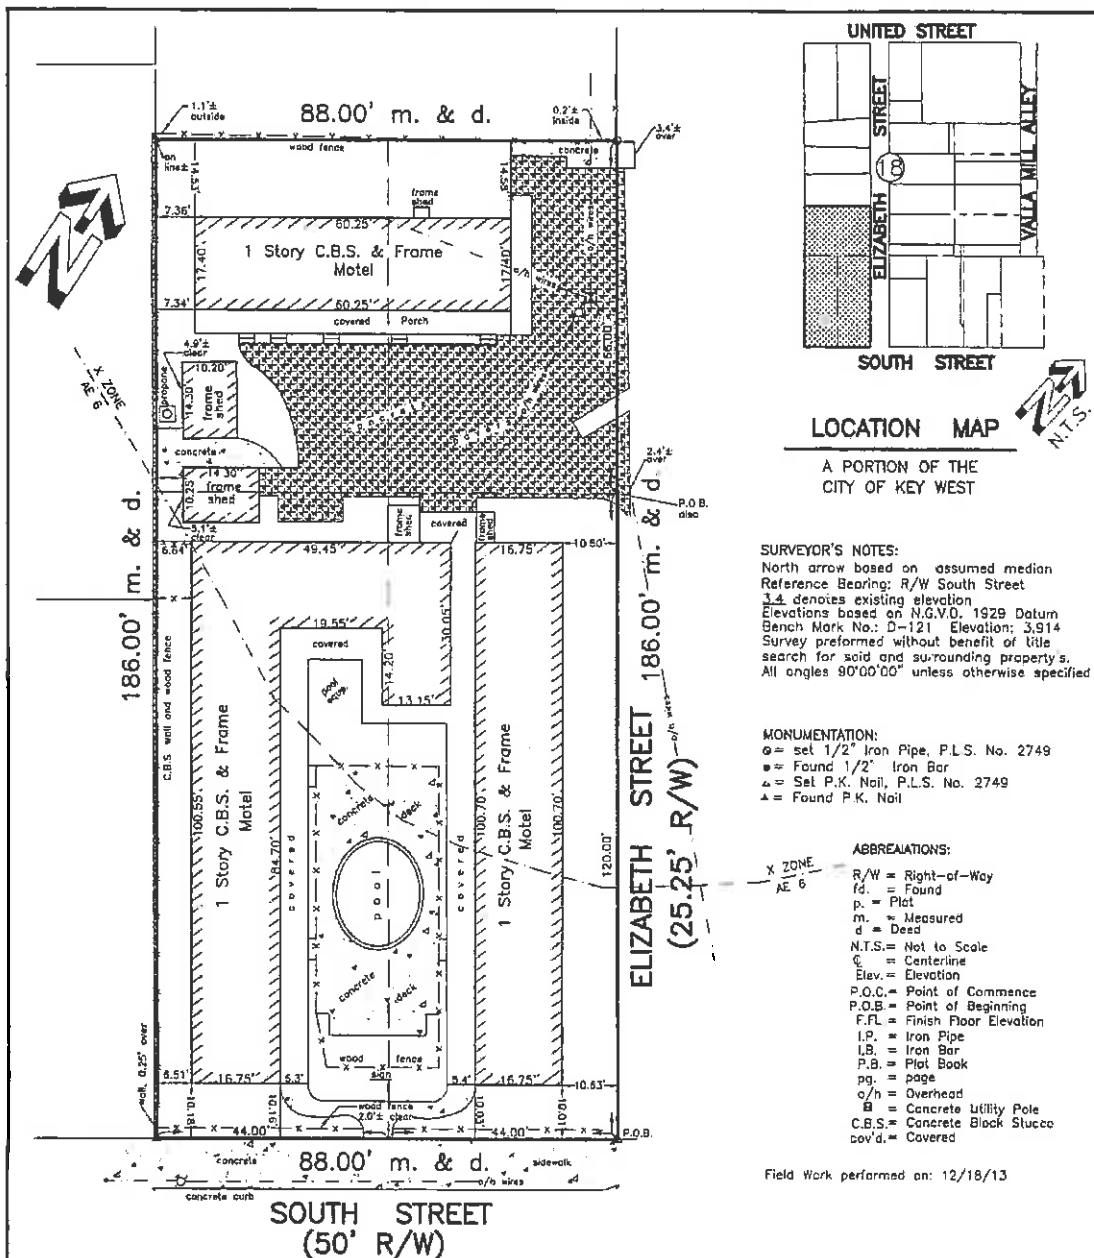 1.1'±
outside
88.00' m. & d.
0.2'±
inside
3.4'±
over
on
line±
wood fence
concrete
14.53'
14.55'
frame
shed
7.36'
60.25'
o/h wires
1 Story C.B.S. & Frame
Motel
17.40'
17.40'
o/h
wires
7.34'
60.25'
covered Porch
66.00'
4.9'±
clear
10.20'
X ZONE
AE 6
propane
14.30'
frame
shed
o/h wires
concrete
14.30'
10.25'
frame
shed
2.4'±
over
P.O.B.
also
5.1'±
clear
frame
shed
covered
frame
shed
186.00' m. & d.
186.00' m. & d.
6.64'
49.45'
16.75'
10.60'
19.55'
covered
30.05'
14.20'
pool
equip.
13.15'
C.B.S. wall and wood fence
o/h wires
100.55'
1 Story C.B.S. & Frame
Motel
84.70'
covered
concrete
deck
pool
concrete
deck
covered
100.70'
1 Story C.B.S. & Frame
Motel
100.70'
120.00'
ELIZABETH STREET
(25.25' R/W)
X ZONE
AE 6
wood fence
sign
wall, 0.25' over
6.51'
16.75'
5.3'
5.4'
16.75'
10.63'
10.18'
10.16'
wood fence
2.0'± clear
10.03'
10.01'
44.00'
44.00'
P.O.B.
concrete
88.00' m. & d.
sidewalk
o/h wires
concrete curb
SOUTH STREET
(50' R/W)
UNITED STREET
ELIZABETH STREET
18
VALLA MILL ALLEY
SOUTH STREET
N.T.S.
LOCATION MAP
A PORTION OF THE
CITY OF KEY WEST
SURVEYOR'S NOTES:
North arrow based on assumed median
Reference Bearing: R/W South Street
3.4 denotes existing elevation
Elevations based on N.G.V.D. 1929 Datum
Bench Mark No.: D-121 Elevation: 3.914
Survey preformed without benefit of title
search for said and surrounding property's.
All angles 90°00'00" unless otherwise specified
MONUMENTATION:
= set 1/2" Iron Pipe, P.L.S. No. 2749
● = Found 1/2" Iron Bar
△ = Set P.K. Nail, P.L.S. No. 2749
▲ = Found P.K. Nail
ABBREAIATIONS:
R/W = Right-of-Way
fd. = Found
p. = Plat
m. = Measured
d = Deed
N.T.S.= Not to Scale
℄ = Centerline
Elev. = Elevation
P.O.C.= Point of Commence
P.O.B.= Point of Beginning
F.FL = Finish Floor Elevation
I.P. = Iron Pipe
I.B. = Iron Bar
P.B. = Plat Book
pg. = page
o/h = Overhead
= Concrete Utility Pole
C.B.S.= Concrete Block Stucco
cov'd.= Covered
Field Work performed on: 12/18/13